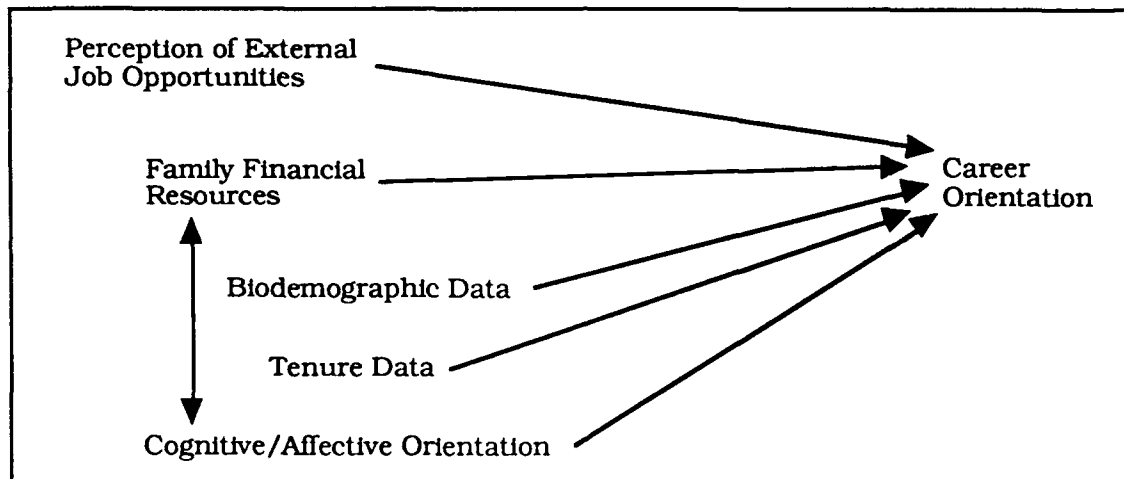 Perception of External
Job Opportunities
Family Financial
Resources
Career
Orientation
Biodemographic Data
Tenure Data
Cognitive/Affective Orientation